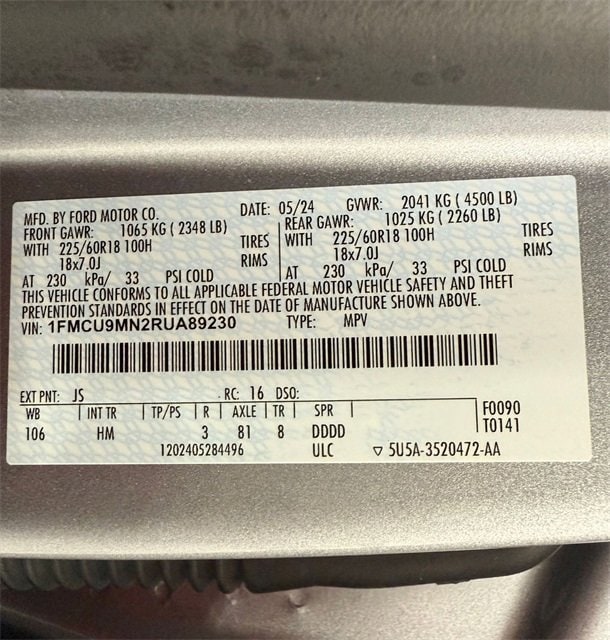 MFD. BY FORD MOTOR CO. DATE: 05/24 GVWR: 2041 KG ( 4500 LB)
FRONT GAWR: 1065 KG ( 2348 LB) REAR GAWR: 1025 KG ( 2260 LB)
WITH 225/60R18 100H TIRES WITH 225/60R18 100H TIRES
18x7.0J RIMS 18x7.0J RIMS
AT 230 kPa/ 33 PSI COLD AT 230 kPa/ 33 PSI COLD
THIS VEHICLE CONFORMS TO ALL APPLICABLE FEDERAL MOTOR VEHICLE SAFETY AND THEFT
PREVENTION STANDARDS IN EFFECT ON THE DATE OF MANUFACTURE SHOWN ABOVE.
VIN: 1FMCU9MN2RUA89230 TYPE: MPV
EXT PNT: JS RC: 16 DSO:
WB INT TR TP/PS R AXLE TR SPR F0090
106 HM 3 81 8 DDDD T0141
1202405284496 ULC ▽ 5U5A-3520472-AA